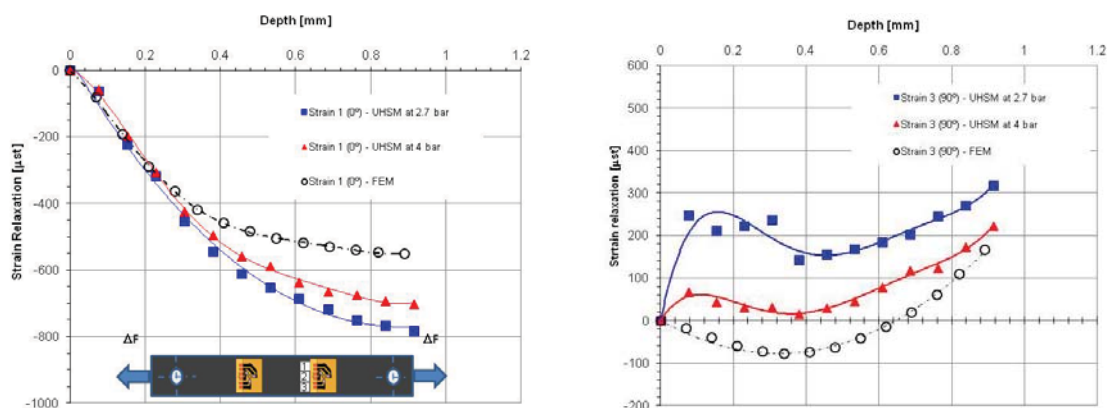 Depth [mm]
0 0.2 0.4 0.6 0.8 1 1.2
0
-200
-400
-600
-800
-1000
Strain Relaxation [µst]
Strain 1 (0º) - UHSM at 2.7 bar
Strain 1 (0º) - UHSM at 4 bar
Strain 1 (0º) - FEM
ΔF ΔF
Depth [mm]
0 0.2 0.4 0.6 0.8 1 1.2
600
500
400
300
200
100
0
-100
-200
Strtrain relaxation [µst]
Strain 3 (90º) - UHSM at 2.7 bar
Strain 3 (90º) - UHSM at 4 bar
Strain 3 (90º) - FEM